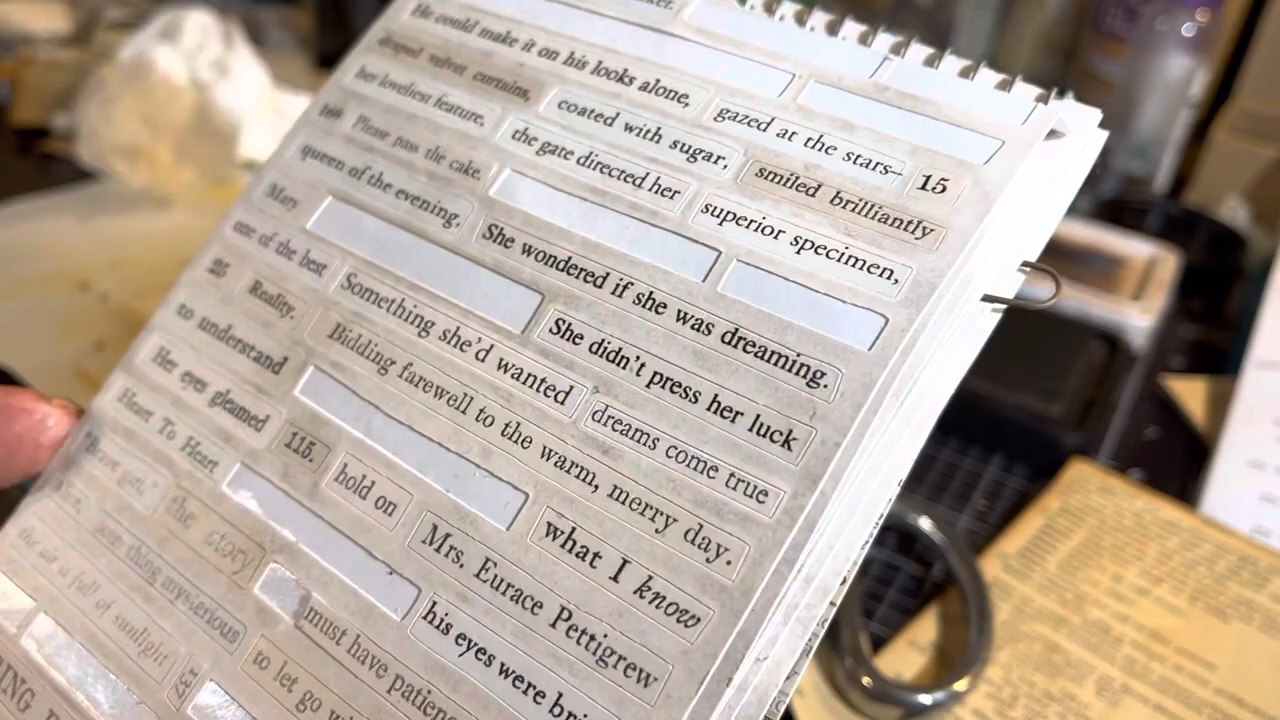 He could make it on his looks alone,
gazed at the stars– 15
draped velvet curtains,
coated with sugar,
smiled brilliantly
her loveliest feature,
the gate directed her
superior specimen,
Please pass the cake.
queen of the evening,
She wondered if she was dreaming.
Mary
She didn't press her luck
one of the best
Something she'd wanted
dreams come true
25 Reality.
Bidding farewell to the warm, merry day.
to understand
what I know
Her eyes gleamed
115.
hold on
Mrs. Eurace Pettigrew
Heart To Heart
his eyes were
the story
must have
mysterious
to let go
the air is full of sunlight
137